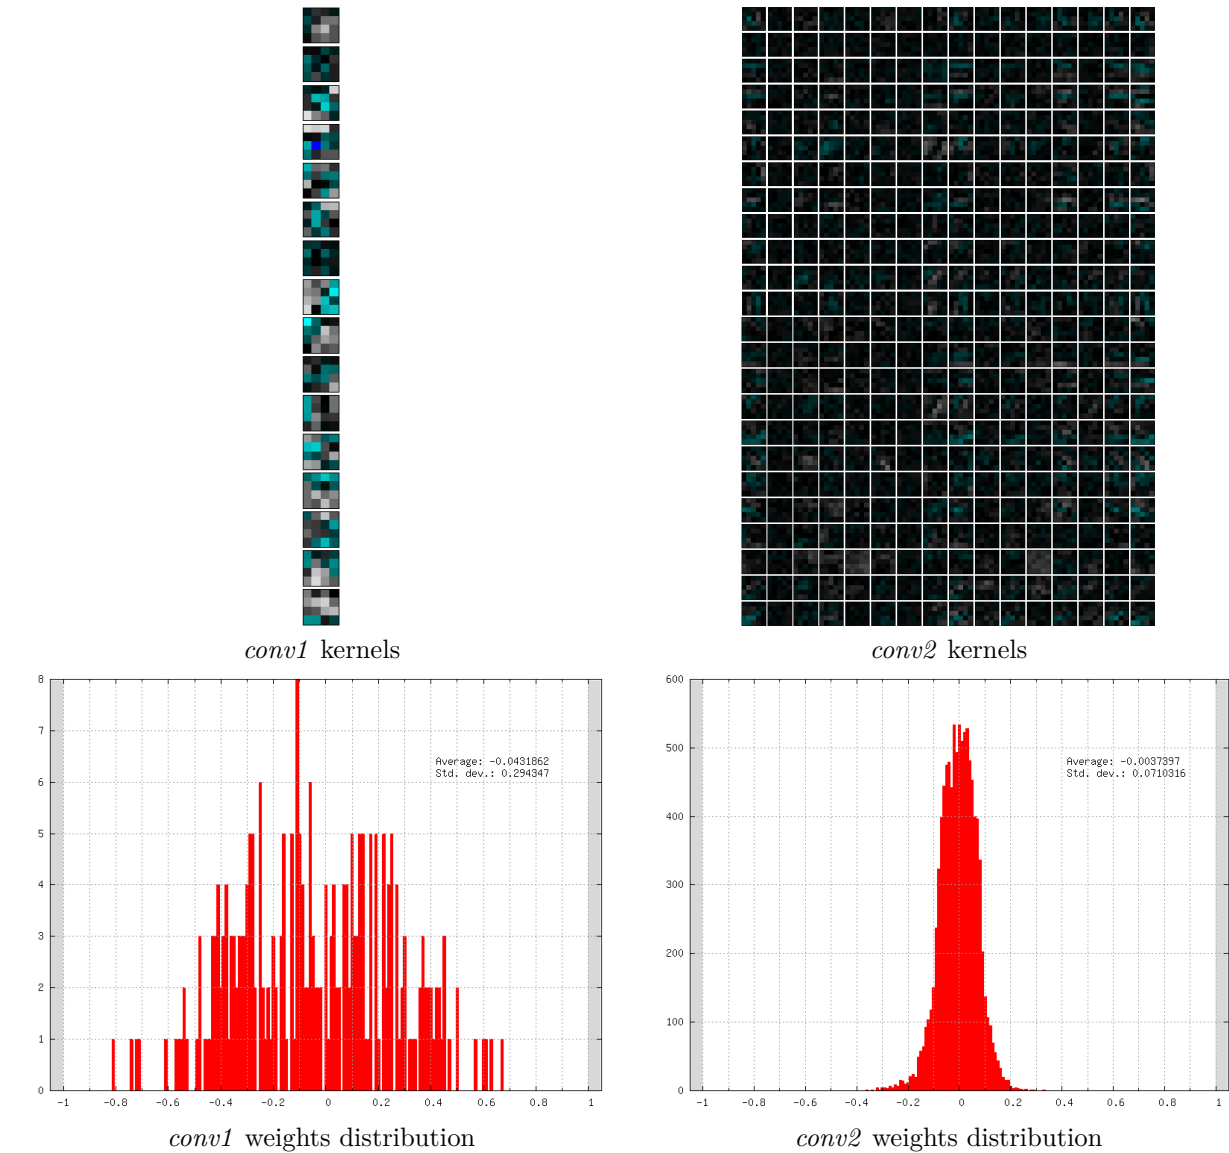 conv1 kernels
conv2 kernels
8
7
6
5
4
3
2
1
0
Average: -0.0431862
Std. dev.: 0.294347
-1 -0.8 -0.6 -0.4 -0.2 0 0.2 0.4 0.6 0.8 1
600
500
400
300
200
100
0
Average: -0.0037397
Std. dev.: 0.0710316
-1 -0.8 -0.6 -0.4 -0.2 0 0.2 0.4 0.6 0.8 1
conv1 weights distribution
conv2 weights distribution